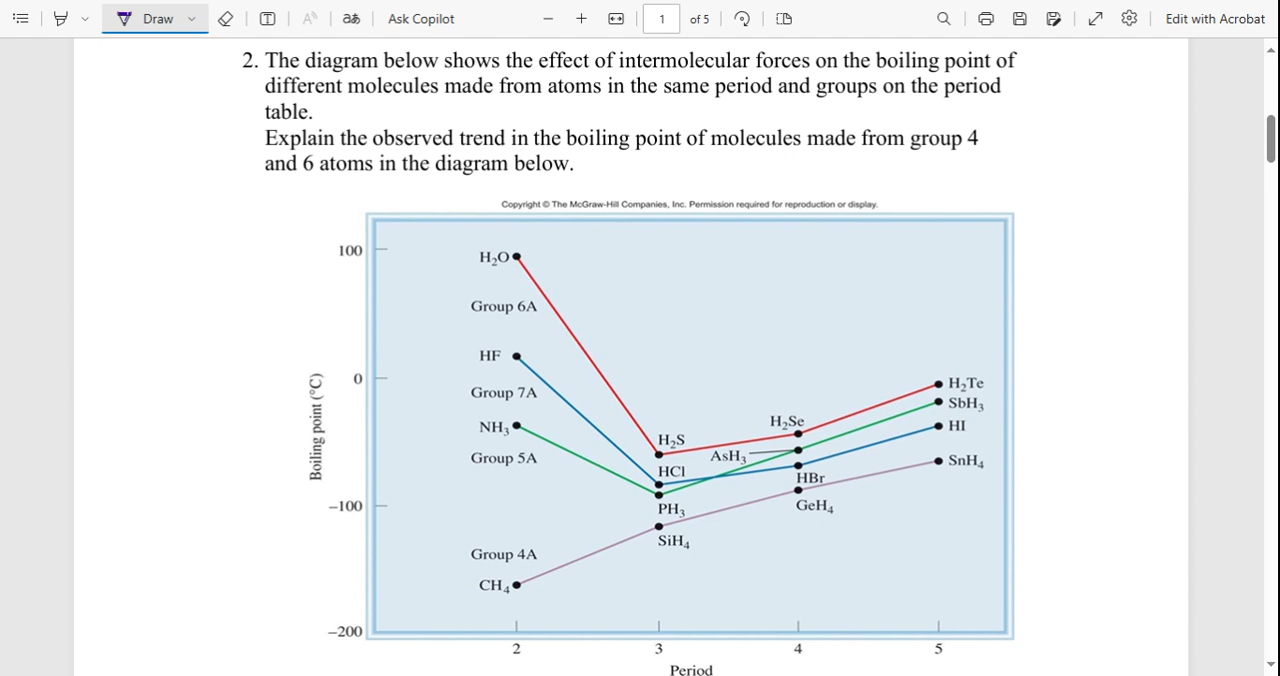 Draw
Ask Copilot
1
of 5
Edit with Acrobat
2. The diagram below shows the effect of intermolecular forces on the boiling point of
different molecules made from atoms in the same period and groups on the period
table.
Explain the observed trend in the boiling point of molecules made from group 4
and 6 atoms in the diagram below.
Copyright © The McGraw-Hill Companies, Inc. Permission required for reproduction or display.
100
H₂O
Group 6A
HF
0
Group 7A
H₂Te
SbH₃
NH₃
H₂Se
HI
H₂S
Boiling point (°C)
Group 5A
AsH₃
SnH₄
HCl
HBr
−100
PH₃
GeH₄
SiH₄
Group 4A
CH₄
−200
2
3
4
5
Period